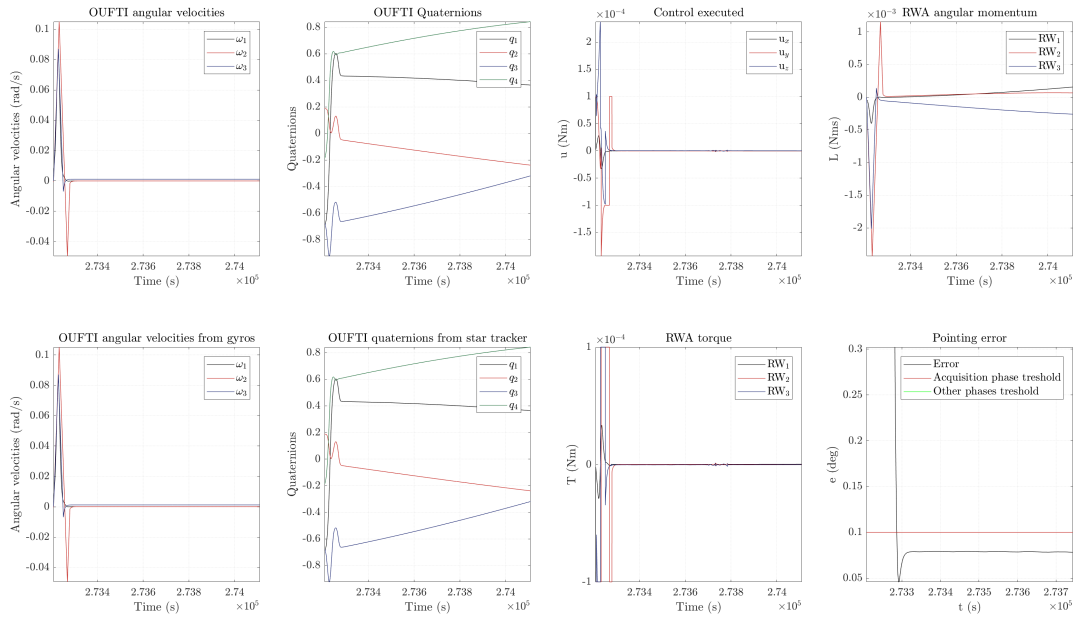 OUFTI angular velocities
Angular velocities (rad/s)
0.1
0.08
0.06
0.04
0.02
0
-0.02
-0.04
ω1
ω2
ω3
2.734 2.736 2.738 2.74
Time (s) ×10^5
OUFTI Quaternions
Quaternions
0.8
0.6
0.4
0.2
0
-0.2
-0.4
-0.6
-0.8
q1
q2
q3
q4
2.734 2.736 2.738 2.74
Time (s) ×10^5
Control executed
×10^-4
u (Nm)
2
1.5
1
0.5
0
-0.5
-1
-1.5
ux
uy
uz
2.734 2.736 2.738 2.74
Time (s) ×10^5
RWA angular momentum
×10^-3
L (Nms)
1
0.5
0
-0.5
-1
-1.5
-2
RW1
RW2
RW3
2.734 2.736 2.738 2.74
Time (s) ×10^5
OUFTI angular velocities from gyros
Angular velocities (rad/s)
0.1
0.08
0.06
0.04
0.02
0
-0.02
-0.04
ω1
ω2
ω3
2.734 2.736 2.738 2.74
Time (s) ×10^5
OUFTI quaternions from star tracker
Quaternions
0.8
0.6
0.4
0.2
0
-0.2
-0.4
-0.6
-0.8
q1
q2
q3
q4
2.734 2.736 2.738 2.74
Time (s) ×10^5
RWA torque
×10^-4
T (Nm)
1
0
-1
RW1
RW2
RW3
2.734 2.736 2.738 2.74
Time (s) ×10^5
Pointing error
e (deg)
0.3
0.25
0.2
0.15
0.1
0.05
Error
Acquisition phase treshold
Other phases treshold
2.733 2.734 2.735 2.736 2.737
t (s) ×10^5